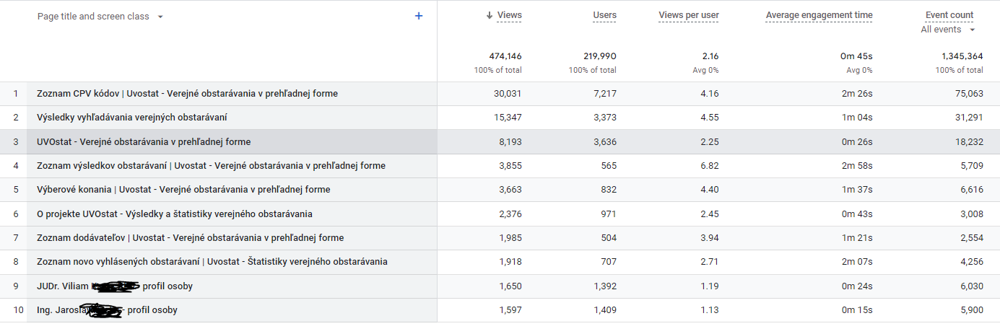 Page title and screen class + Views Users Views per user Average engagement time Event count
All events
474,146 219,990 2.16 0m 45s 1,345,364
100% of total 100% of total Avg 0% Avg 0% 100% of total
1 Zoznam CPV kódov | Uvostat - Verejné obstarávania v prehľadnej forme 30,031 7,217 4.16 2m 26s 75,063
2 Výsledky vyhľadávania verejných obstarávaní 15,347 3,373 4.55 1m 04s 31,291
3 UVOstat - Verejné obstarávania v prehľadnej forme 8,193 3,636 2.25 0m 26s 18,232
4 Zoznam výsledkov obstarávaní | Uvostat - Verejné obstarávania v prehľadnej forme 3,855 565 6.82 2m 58s 5,709
5 Výberové konania | Uvostat - Verejné obstarávania v prehľadnej forme 3,663 832 4.40 1m 37s 6,616
6 O projekte UVOstat - Výsledky a štatistiky verejného obstarávania 2,376 971 2.45 0m 43s 3,008
7 Zoznam dodávateľov | Uvostat - Verejné obstarávania v prehľadnej forme 1,985 504 3.94 1m 21s 2,554
8 Zoznam novo vyhlásených obstarávaní | Uvostat - Štatistiky verejného obstarávania 1,918 707 2.71 2m 07s 4,256
9 JUDr. Viliam profil osoby 1,650 1,392 1.19 0m 24s 6,030
10 Ing. - profil osoby 1,597 1,409 1.13 0m 15s 5,900